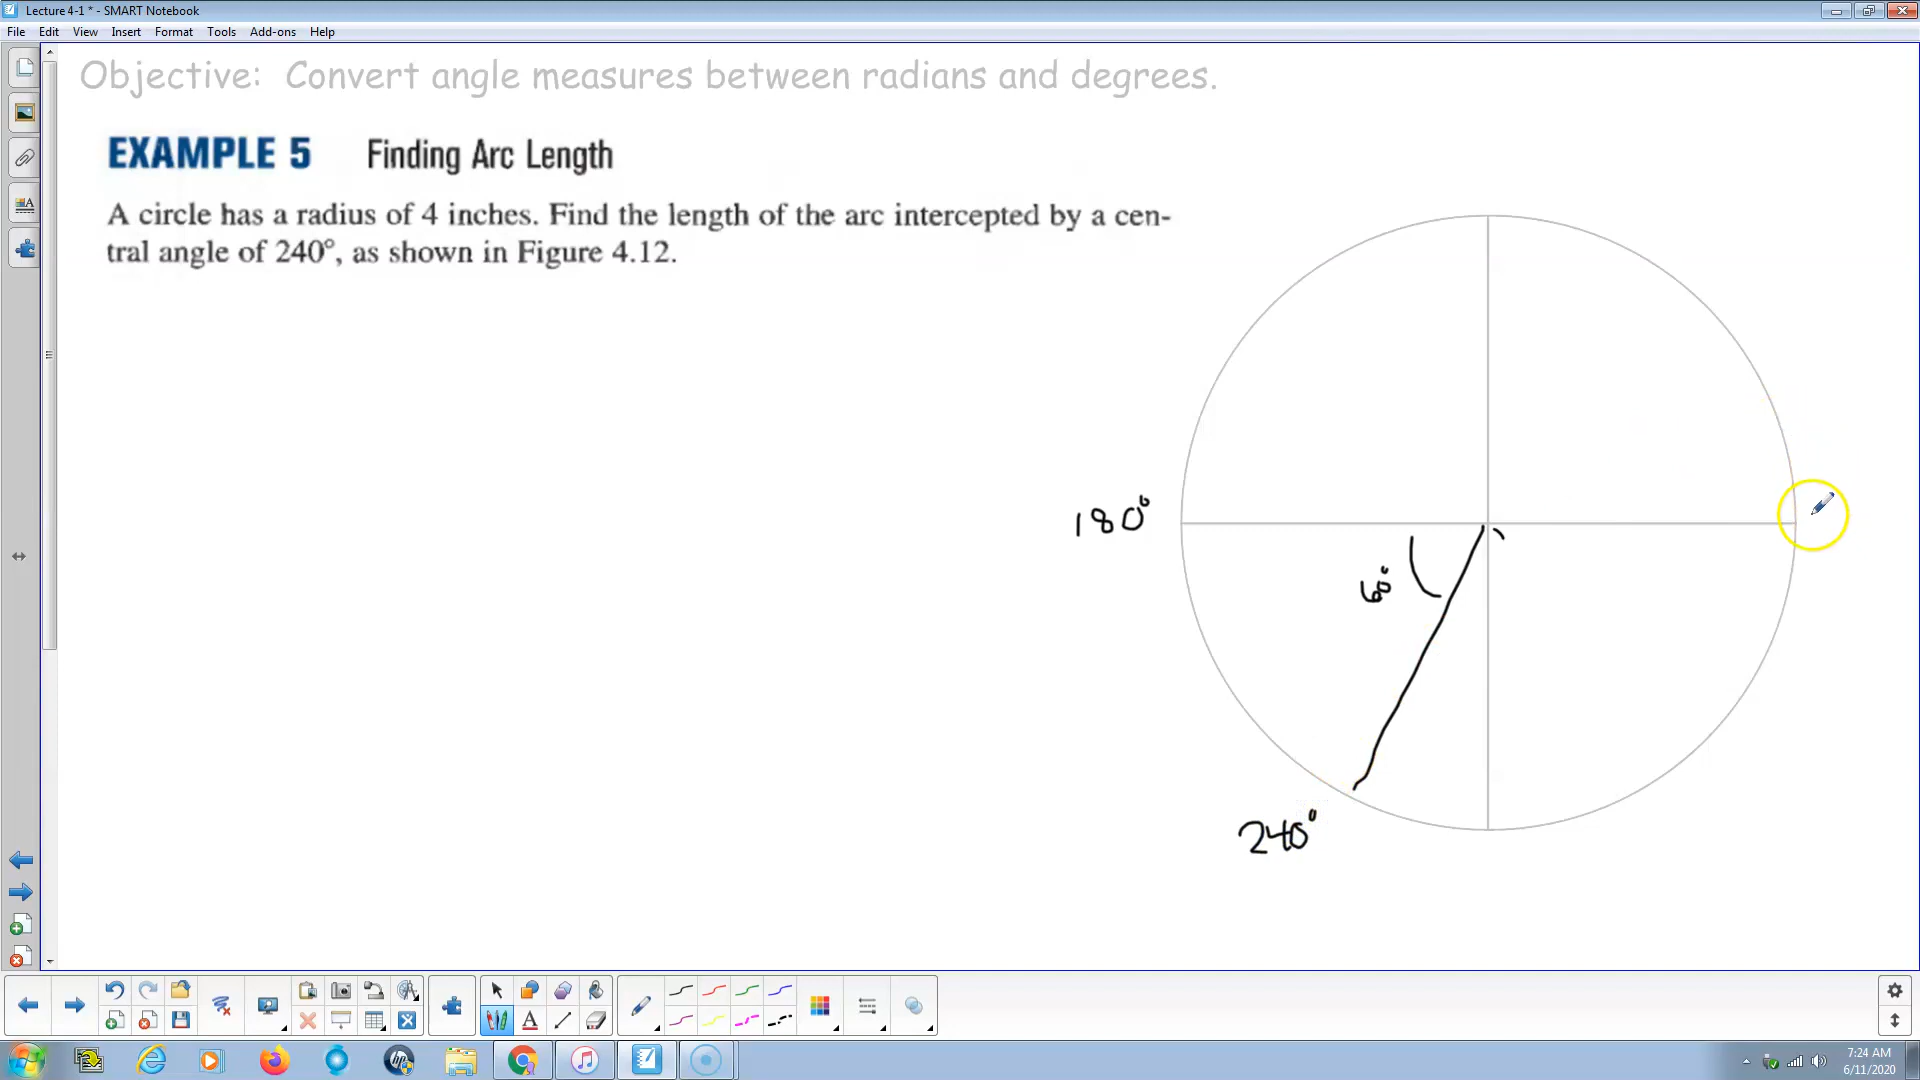 Lecture 4-1 * - SMART Notebook
File Edit View Insert Format Tools Add-ons Help
Objective: Convert angle measures between radians and degrees.
EXAMPLE 5 Finding Arc Length
A circle has a radius of 4 inches. Find the length of the arc intercepted by a cen-
tral angle of 240°, as shown in Figure 4.12.
180°
60°
240°
7:24 AM
6/11/2020